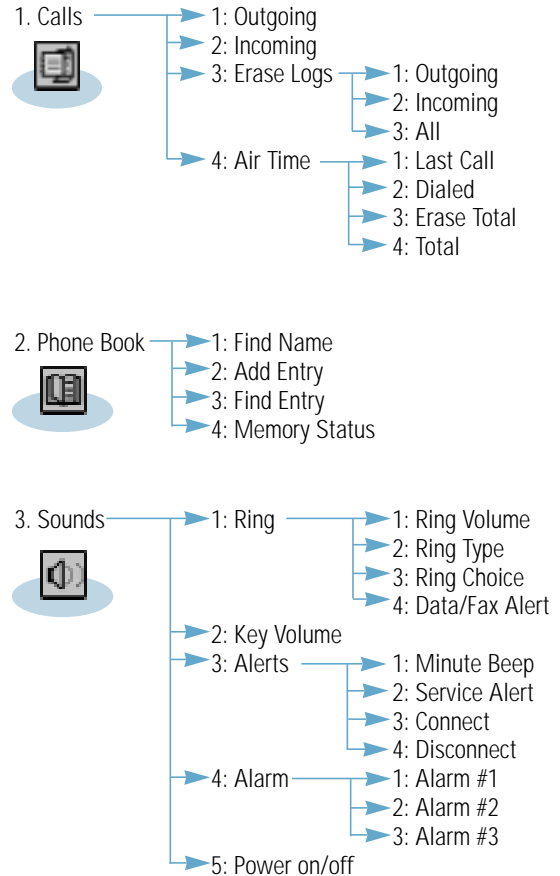 1. Calls 1: Outgoing
2: Incoming
3: Erase Logs 1: Outgoing
2: Incoming
3: All
4: Air Time 1: Last Call
2: Dialed
3: Erase Total
4: Total
2. Phone Book 1: Find Name
2: Add Entry
3: Find Entry
4: Memory Status
3. Sounds 1: Ring 1: Ring Volume
2: Ring Type
3: Ring Choice
4: Data/Fax Alert
2: Key Volume
3: Alerts 1: Minute Beep
2: Service Alert
3: Connect
4: Disconnect
4: Alarm 1: Alarm #1
2: Alarm #2
3: Alarm #3
5: Power on/off